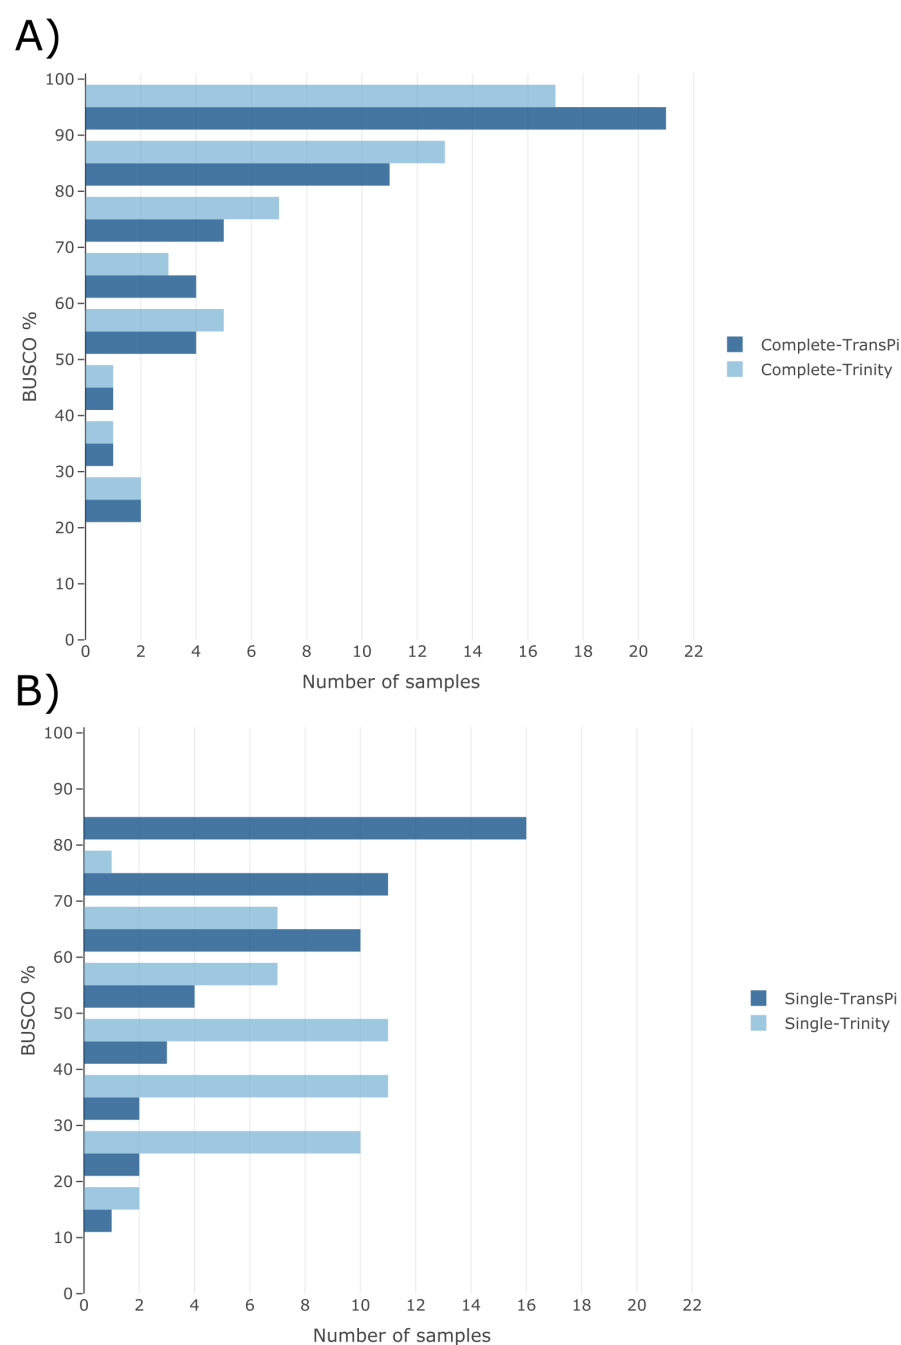 A)
100
90
80
70
60
50
40
30
20
10
0
BUSCO %
0 2 4 6 8 10 12 14 16 18 20 22
Number of samples
Complete-TransPi
Complete-Trinity
B)
100
90
80
70
60
50
40
30
20
10
0
BUSCO %
0 2 4 6 8 10 12 14 16 18 20 22
Number of samples
Single-TransPi
Single-Trinity